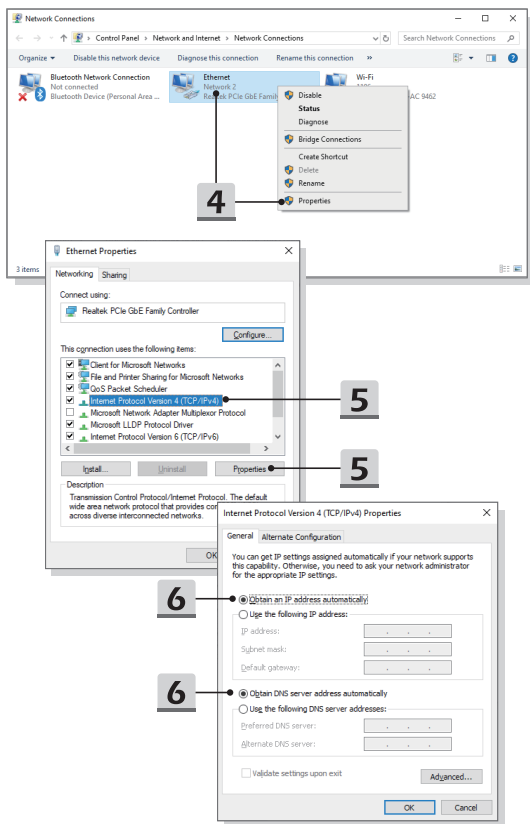 Network Connections
Control Panel > Network and Internet > Network Connections
Search Network Connections
Organize Disable this network device Diagnose this connection Rename this connection »
Bluetooth Network Connection
Not connected
Bluetooth Device (Personal Area ...
Ethernet
Network 2
Realtek PCIe GbE Famil
Wi-Fi
AC 9462
Disable
Status
Diagnose
Bridge Connections
Create Shortcut
Delete
Rename
Properties
4
3 items
Ethernet Properties
Networking Sharing
Connect using:
Realtek PCIe GbE Family Controller
Configure...
This connection uses the following items:
Client for Microsoft Networks
File and Printer Sharing for Microsoft Networks
QoS Packet Scheduler
Internet Protocol Version 4 (TCP/IPv4)
Microsoft Network Adapter Multiplexor Protocol
Microsoft LLDP Protocol Driver
Internet Protocol Version 6 (TCP/IPv6)
5
Install... Uninstall Properties
5
Description
Transmission Control Protocol/Internet Protocol. The default
wide area network protocol that provides
across diverse interconnected networks.
OK
Internet Protocol Version 4 (TCP/IPv4) Properties
General Alternate Configuration
You can get IP settings assigned automatically if your network supports
this capability. Otherwise, you need to ask your network administrator
for the appropriate IP settings.
6
Obtain an IP address automatically
Use the following IP address:
IP address:
Subnet mask:
Default gateway:
6
Obtain DNS server address automatically
Use the following DNS server addresses:
Preferred DNS server:
Alternate DNS server:
Validate settings upon exit
Advanced...
OK Cancel